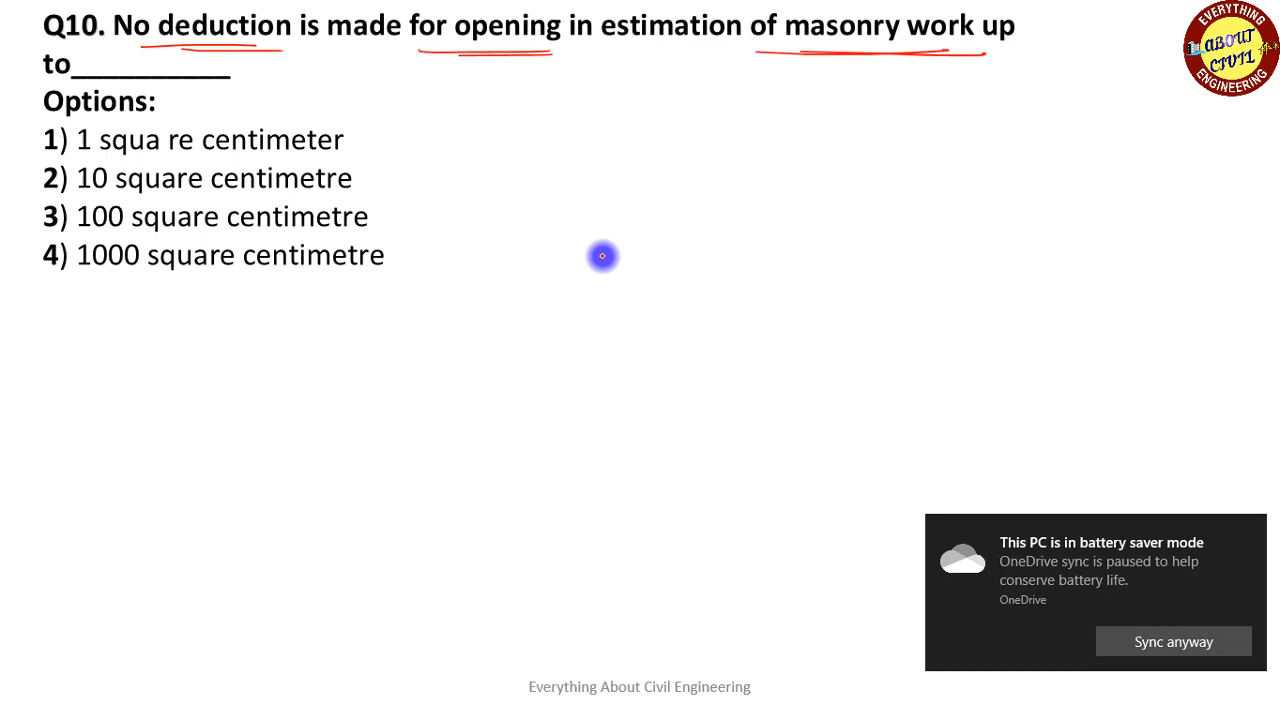 Q10. No deduction is made for opening in estimation of masonry work up
to___________
Options:
1) 1 squa re centimeter
2) 10 square centimetre
3) 100 square centimetre
4) 1000 square centimetre
EVERYTHING
ABOUT
CIVIL
ENGINEERING
This PC is in battery saver mode
OneDrive sync is paused to help
conserve battery life.
OneDrive
Sync anyway
Everything About Civil Engineering